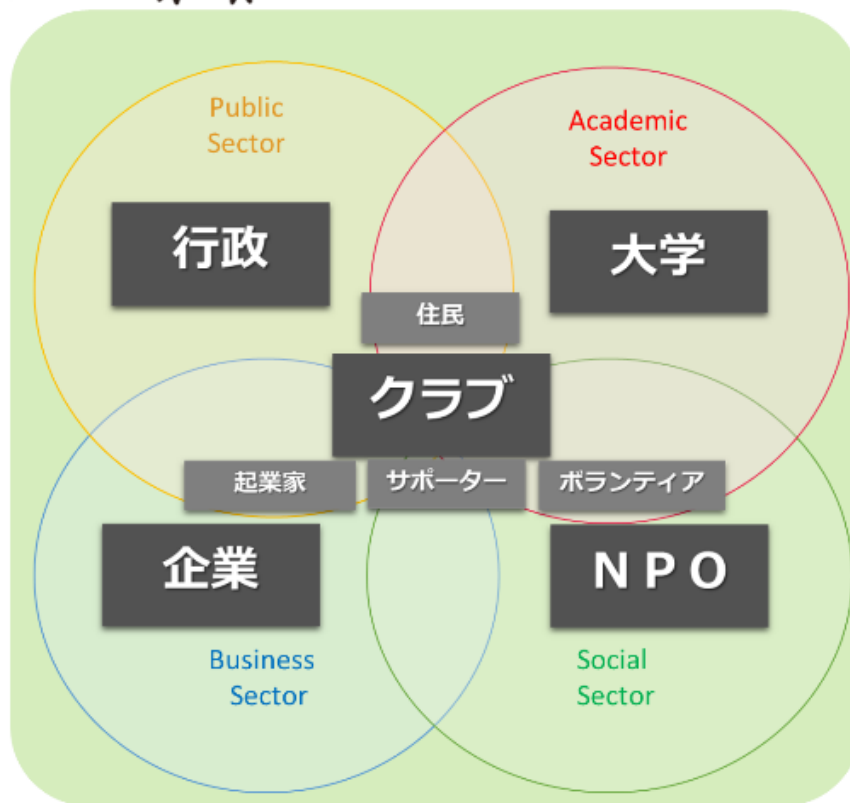 Public
Sector
Academic
Sector
行政
大学
住民
クラブ
起業家
サポーター
ボランティア
企業
ＮＰＯ
Business
Sector
Social
Sector